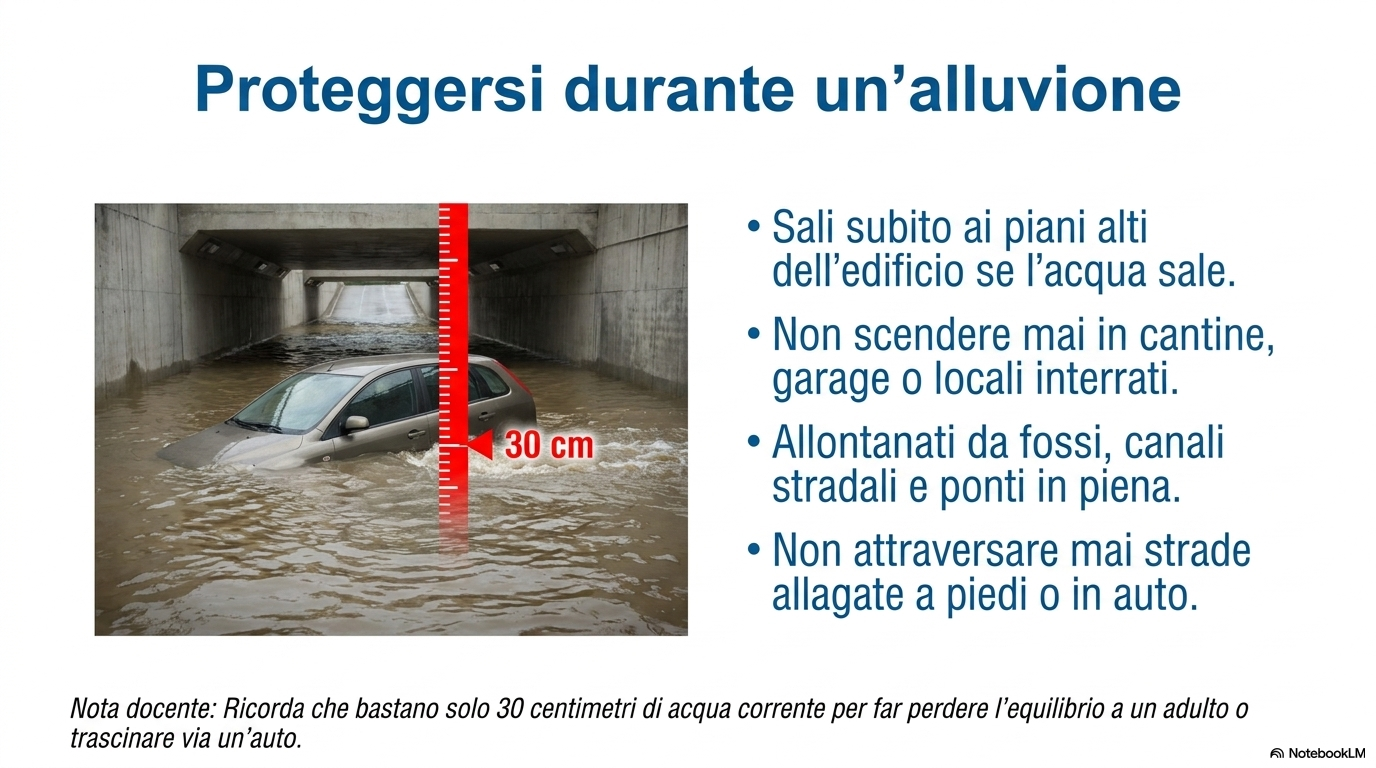 Proteggersi durante un’alluvione
30 cm
• Sali subito ai piani alti
dell’edificio se l’acqua sale.
• Non scendere mai in cantine,
garage o locali interrati.
• Allontanati da fossi, canali
stradali e ponti in piena.
• Non attraversare mai strade
allagate a piedi o in auto.
Nota docente: Ricorda che bastano solo 30 centimetri di acqua corrente per far perdere l’equilibrio a un adulto o
trascinare via un’auto.
NotebookLM